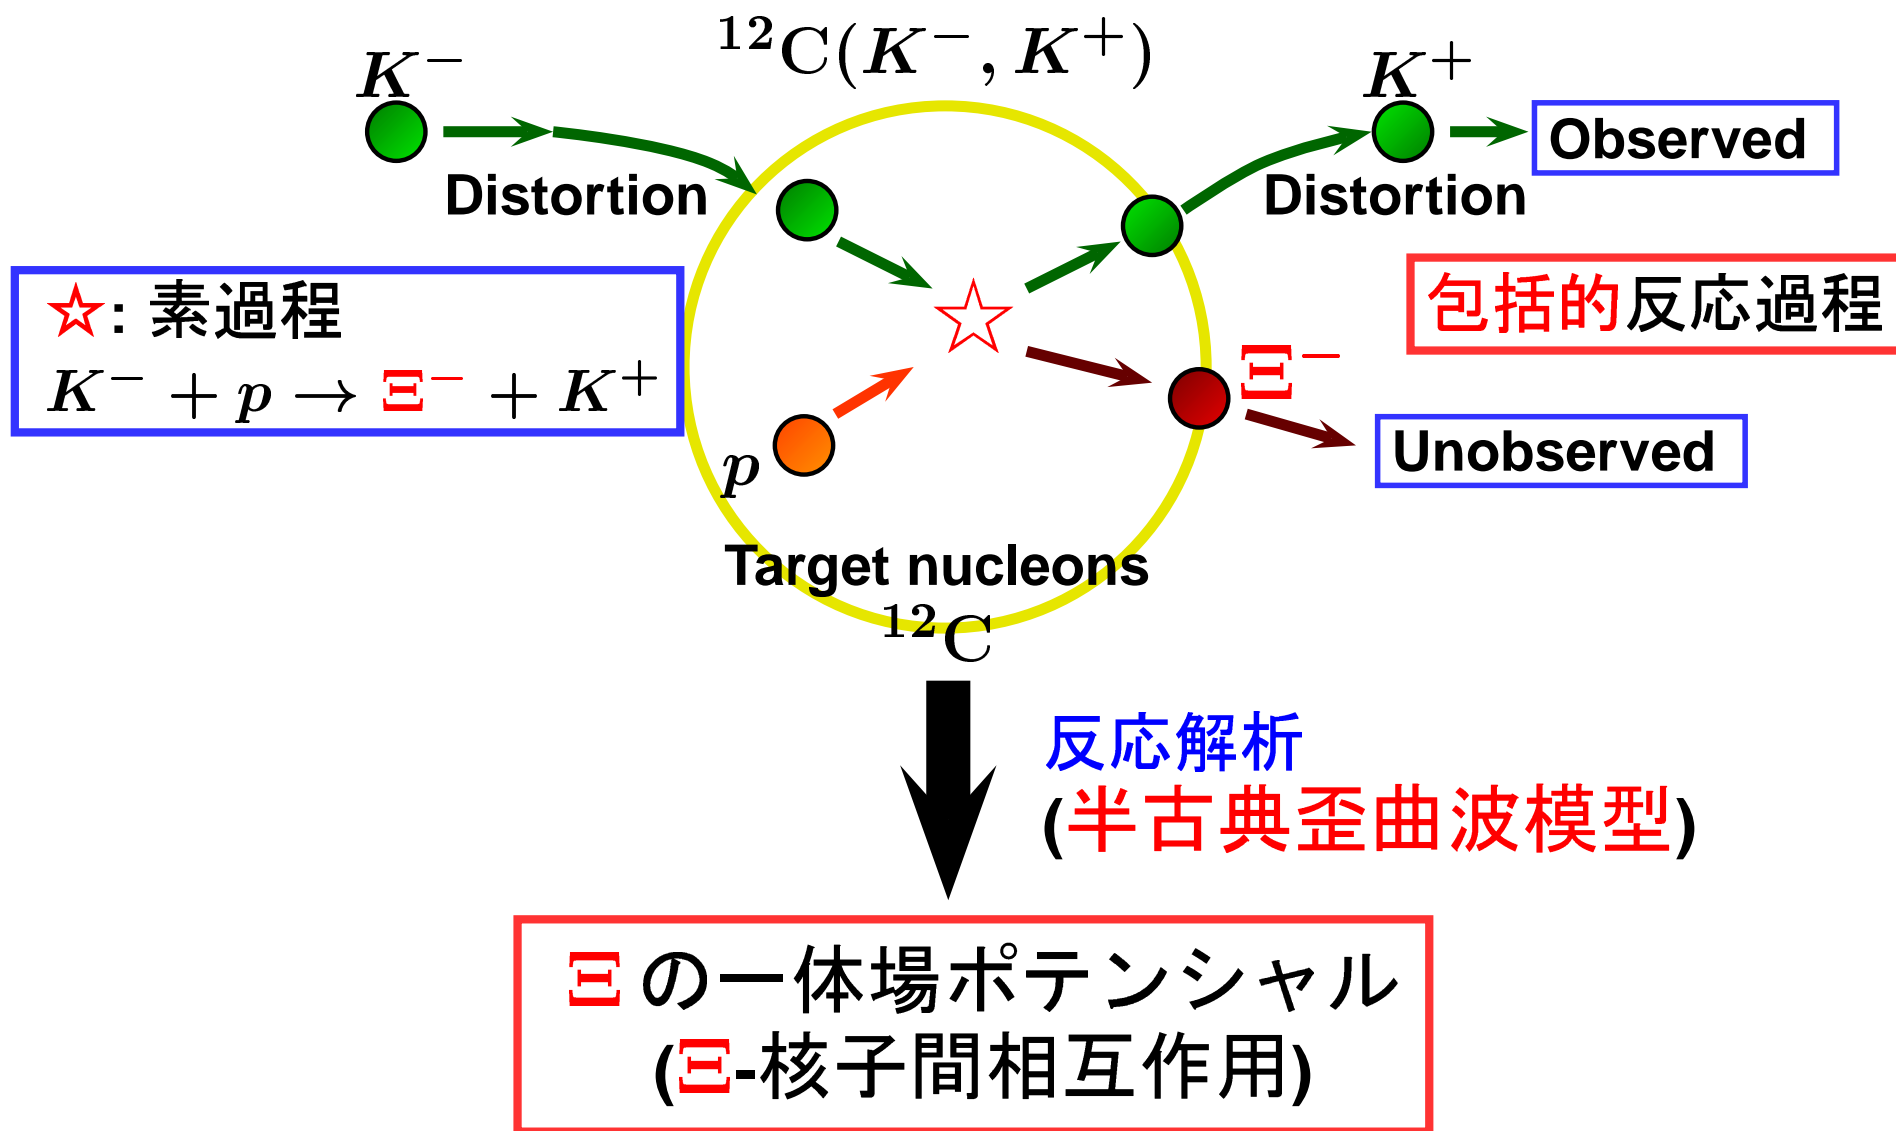 ¹²C(K⁻, K⁺)
K⁻
K⁺
Distortion
Distortion
Observed
☆: 素過程
K⁻ + p → Ξ⁻ + K⁺
包括的反応過程
Ξ⁻
Unobserved
p
Target nucleons
¹²C
反応解析
(半古典歪曲波模型)
Ξ の一体場ポテンシャル
(Ξ-核子間相互作用)